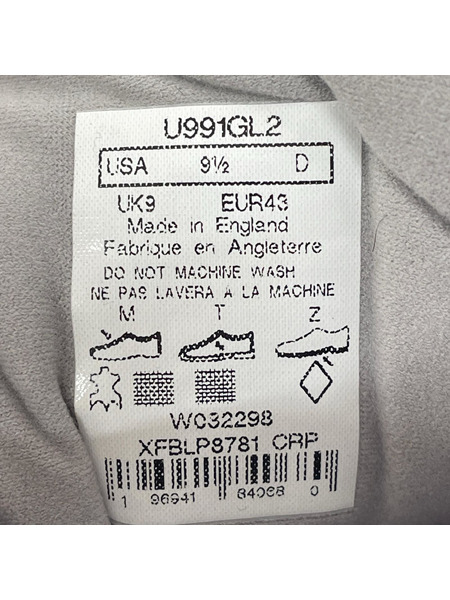 U991GL2
USA 9½ D
UK9 EUR43
Made in England
Fabrique en Angleterre
DO NOT MACHINE WASH
NE PAS LAVERA A LA MACHINE
M T Z
W032298
XFBLP8781 CRP
1 96941 84068 0